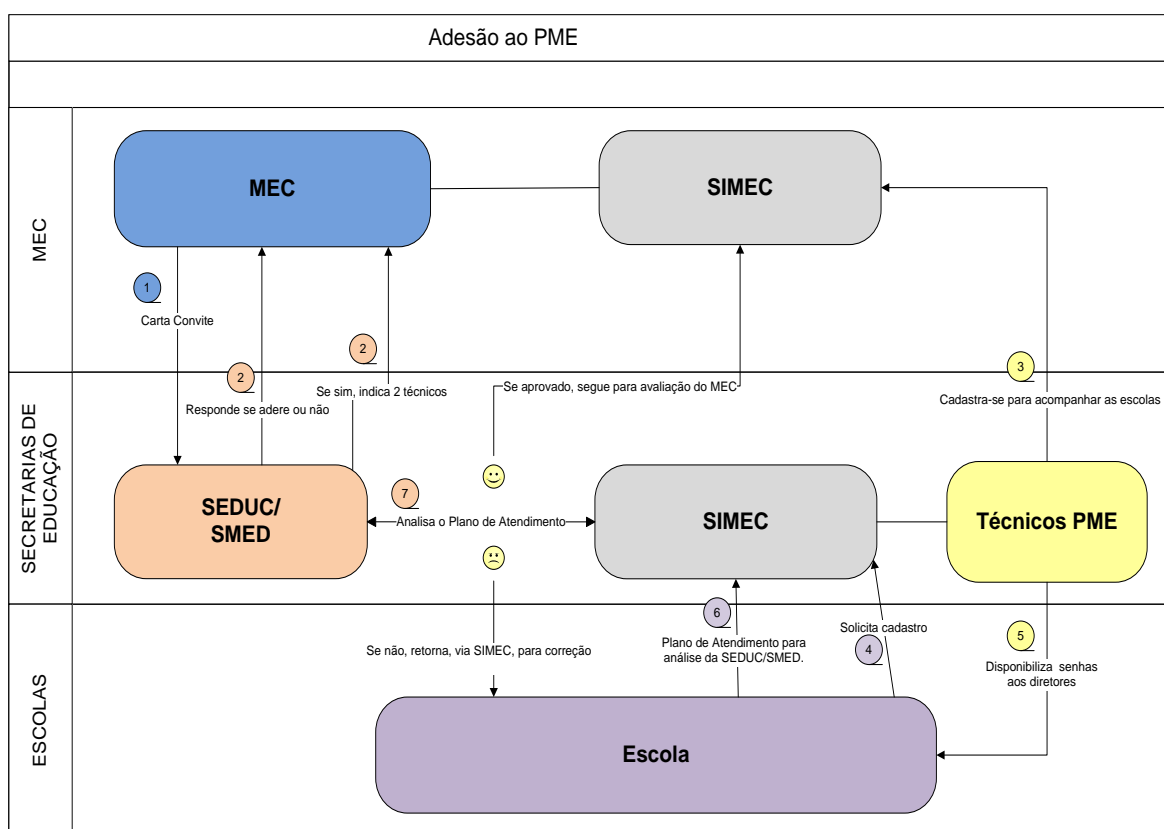 Adesão ao PME
MEC
MEC
SIMEC
1
Carta Convite
2
Responde se adere ou não
2
Se sim, indica 2 técnicos
Se aprovado, segue para avaliação do MEC
3
Cadastra-se para acompanhar as escolas
SECRETARIAS DE
EDUCAÇÃO
SEDUC/
SMED
7
Analisa o Plano de Atendimento
SIMEC
Técnicos PME
ESCOLAS
Se não, retorna, via SIMEC, para correção
6
Plano de Atendimento para
análise da SEDUC/SMED.
Solicita cadastro
4
5
Disponibiliza senhas
aos diretores
Escola